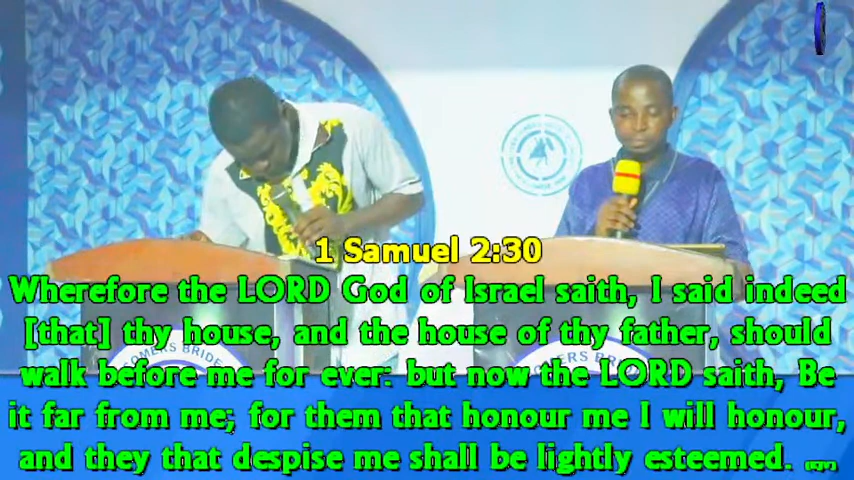 1 Samuel 2:30
Wherefore the LORD God of Israel saith, I said indeed
[that] thy house, and the house of thy father, should
walk before me for ever: but now the LORD saith, Be
it far from me; for them that honour me I will honour,
and they that despise me shall be lightly esteemed. (KJV)